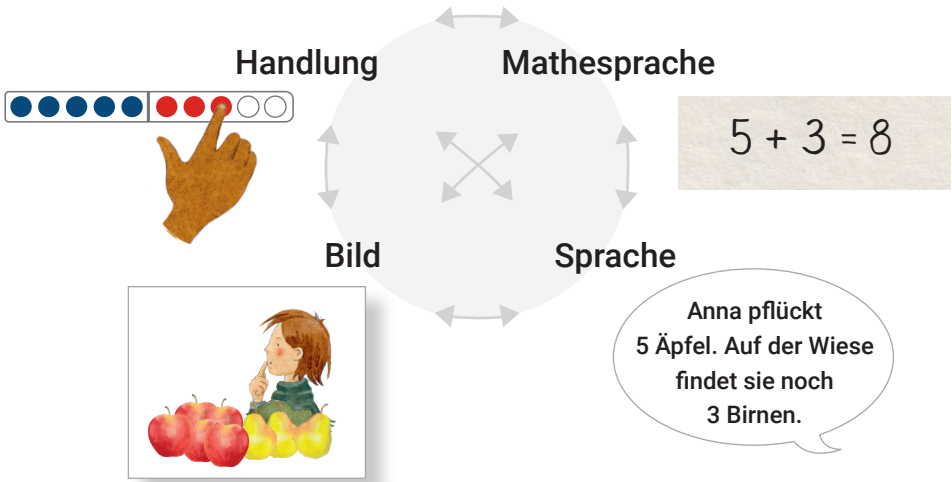 Handlung
Mathesprache
5 + 3 = 8
Bild
Sprache
Anna pflückt
5 Äpfel. Auf der Wiese
findet sie noch
3 Birnen.